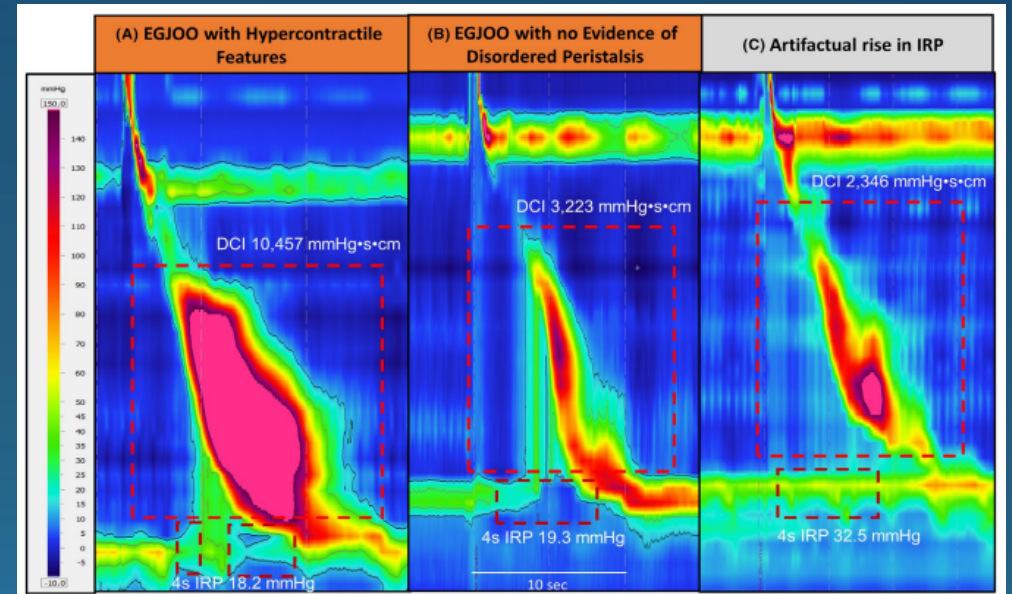 (A) EGJOO with Hypercontractile
Features
(B) EGJOO with no Evidence of
Disordered Peristalsis
(C) Artifactual rise in IRP
mmHg
150.0
140
130
120
110
100
90
80
70
60
50
45
40
35
30
25
20
15
10
5
0
-5
-10.0
DCI 10,457 mmHg•s•cm
4s IRP 18.2 mmHg
DCI 3,223 mmHg•s•cm
4s IRP 19.3 mmHg
10 sec
DCI 2,346 mmHg•s•cm
4s IRP 32.5 mmHg